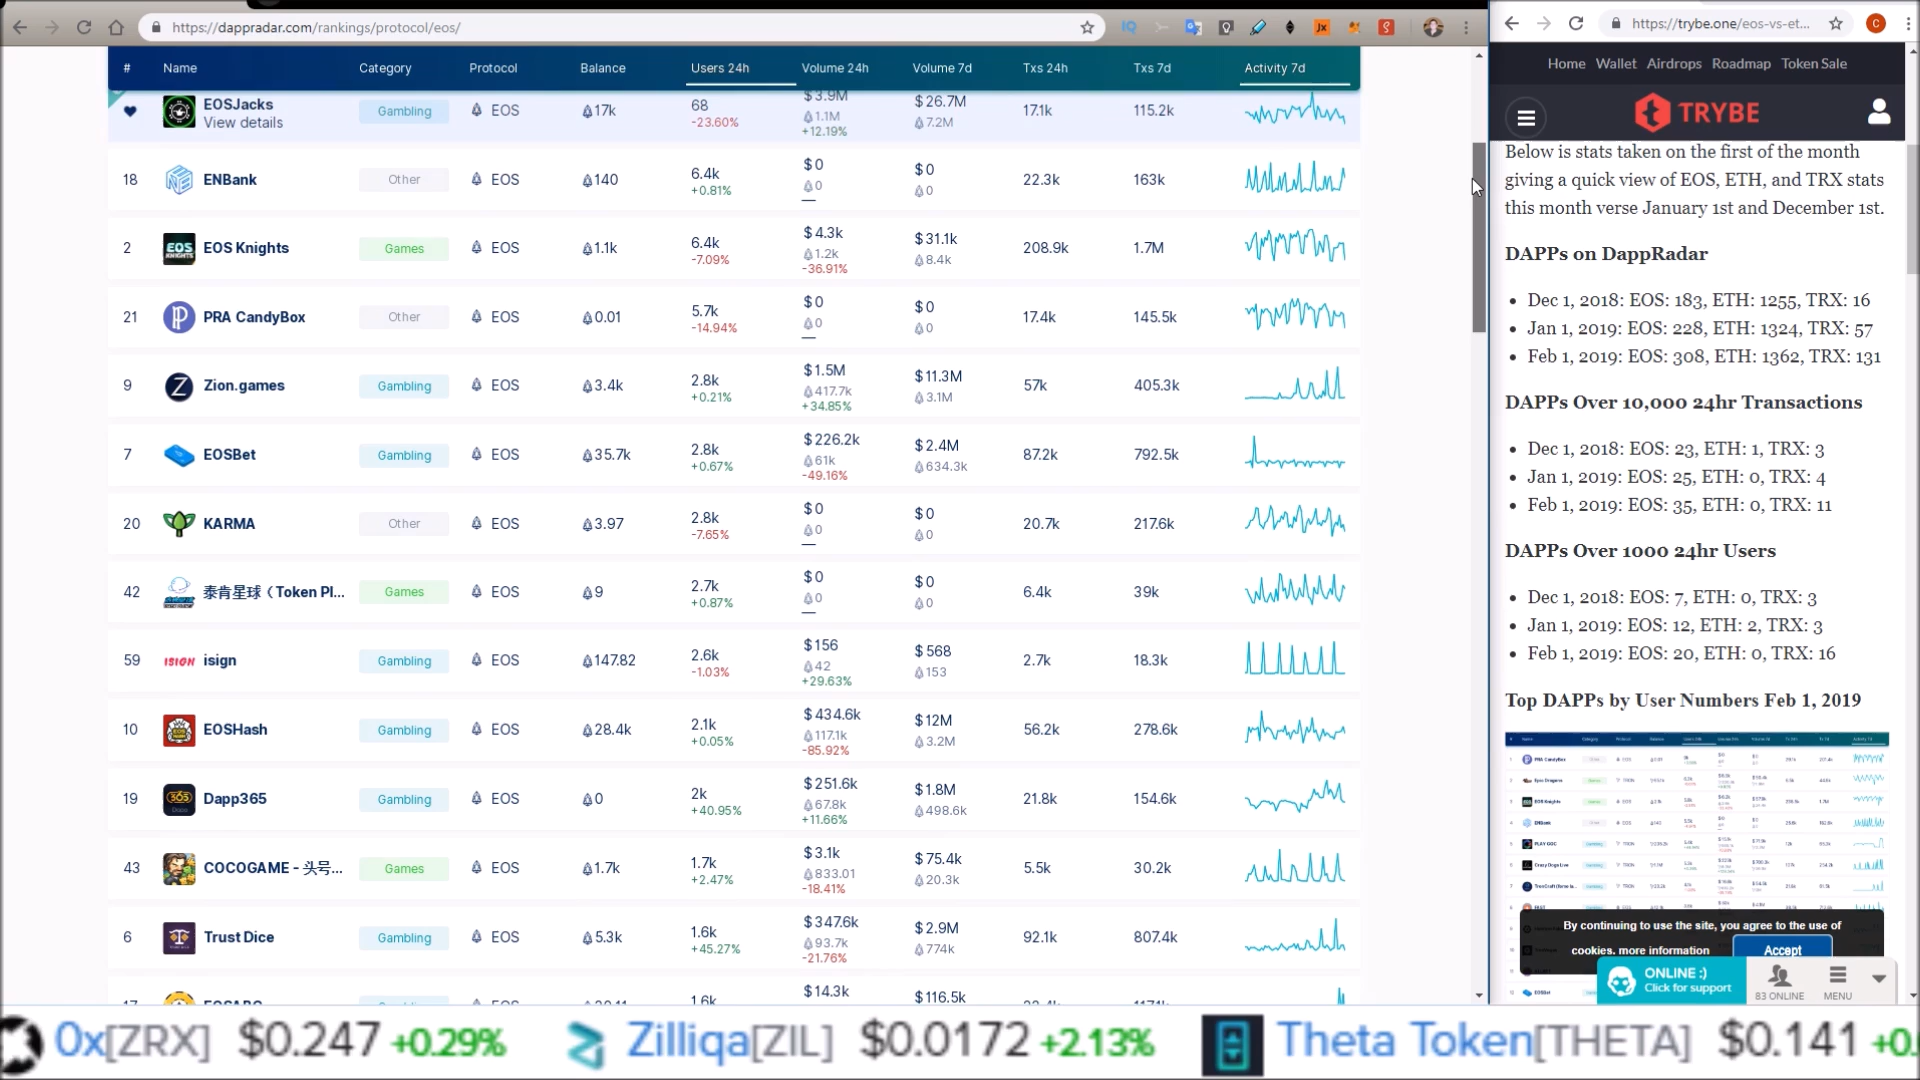 https://dappradar.com/rankings/protocol/eos/
# Name Category Protocol Balance Users 24h Volume 24h Volume 7d Txs 24h Txs 7d Activity 7d
EOSJacks View details Gambling EOS 17k 68 -23.60% $3.9M 1.1M +12.19% $26.7M 7.2M 17.1k 115.2k
18 ENBank Other EOS 140 6.4k +0.81% $0 0 — $0 0 22.3k 163k
2 EOS Knights Games EOS 1.1k 6.4k -7.09% $4.3k 1.2k -36.91% $31.1k 8.4k 208.9k 1.7M
21 PRA CandyBox Other EOS 0.01 5.7k -14.94% $0 0 — $0 0 17.4k 145.5k
9 Zion.games Gambling EOS 3.4k 2.8k +0.21% $1.5M 417.7k +34.85% $11.3M 3.1M 57k 405.3k
7 EOSBet Gambling EOS 35.7k 2.8k +0.67% $226.2k 61k -49.16% $2.4M 634.3k 87.2k 792.5k
20 KARMA Other EOS 3.97 2.8k -7.65% $0 0 — $0 0 20.7k 217.6k
42 泰肯星球（Token Pl... Games EOS 9 2.7k +0.87% $0 0 — $0 0 6.4k 39k
59 ISIGN isign Gambling EOS 147.82 2.6k -1.03% $156 42 +29.63% $568 153 2.7k 18.3k
10 EOSHash Gambling EOS 28.4k 2.1k +0.05% $434.6k 117.1k -85.92% $12M 3.2M 56.2k 278.6k
19 Dapp365 Gambling EOS 0 2k +40.95% $251.6k 67.8k +11.66% $1.8M 498.6k 21.8k 154.6k
43 COCOGAME - 头号... Games EOS 1.7k 1.7k +2.47% $3.1k 833.01 -18.41% $75.4k 20.3k 5.5k 30.2k
6 Trust Dice Gambling EOS 5.3k 1.6k +45.27% $347.6k 93.7k -21.76% $2.9M 774k 92.1k 807.4k
1.6k $14.3k $116.5k
https://trybe.one/eos-vs-et...
Home Wallet Airdrops Roadmap Token Sale
TRYBE
Below is stats taken on the first of the month
giving a quick view of EOS, ETH, and TRX stats
this month verse January 1st and December 1st.
DAPPs on DappRadar
• Dec 1, 2018: EOS: 183, ETH: 1255, TRX: 16
• Jan 1, 2019: EOS: 228, ETH: 1324, TRX: 57
• Feb 1, 2019: EOS: 308, ETH: 1362, TRX: 131
DAPPs Over 10,000 24hr Transactions
• Dec 1, 2018: EOS: 23, ETH: 1, TRX: 3
• Jan 1, 2019: EOS: 25, ETH: 0, TRX: 4
• Feb 1, 2019: EOS: 35, ETH: 0, TRX: 11
DAPPs Over 1000 24hr Users
• Dec 1, 2018: EOS: 7, ETH: 0, TRX: 3
• Jan 1, 2019: EOS: 12, ETH: 2, TRX: 3
• Feb 1, 2019: EOS: 20, ETH: 0, TRX: 16
Top DAPPs by User Numbers Feb 1, 2019
By continuing to use the site, you agree to the use of
cookies. more information Accept
ONLINE :)
Click for support
83 ONLINE MENU
0x[ZRX] $0.247 +0.29% Zilliqa[ZIL] $0.0172 +2.13% Theta Token[THETA] $0.141 +0.